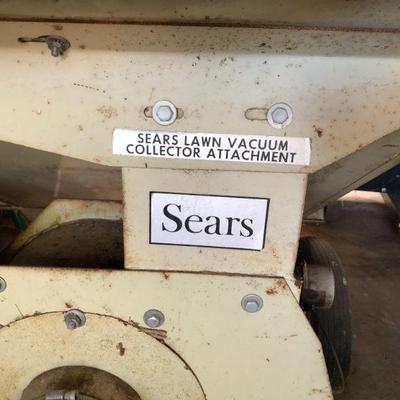 SEARS LAWN VACUUM
COLLECTOR ATTACHMENT
Sears